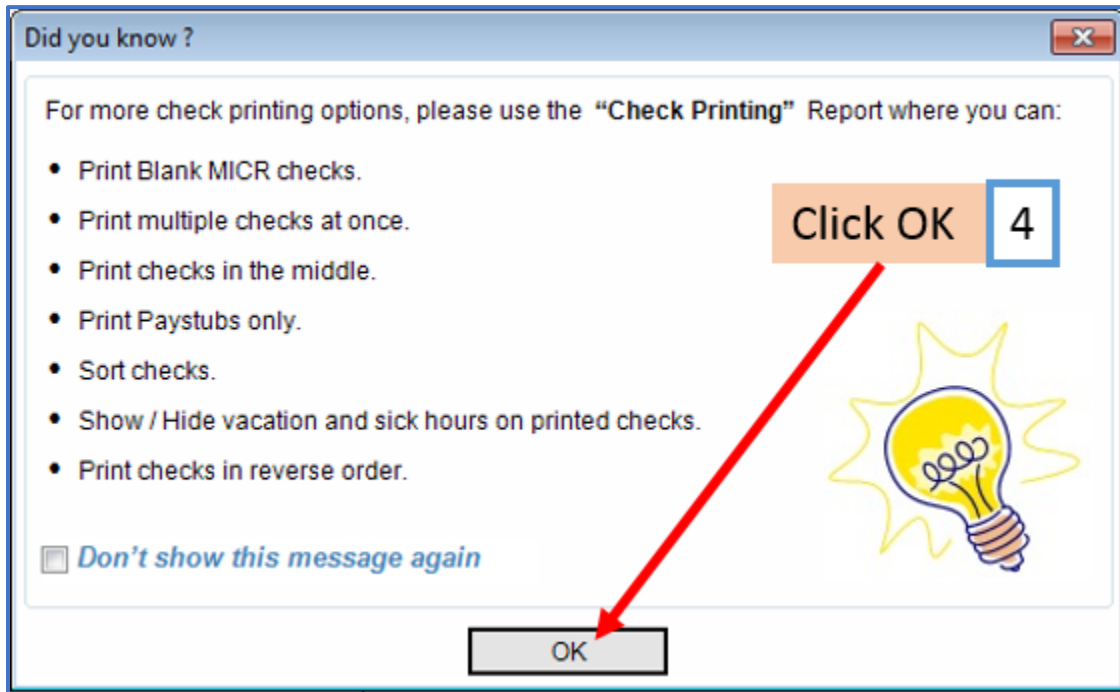 Did you know ?
For more check printing options, please use the “Check Printing” Report where you can:
• Print Blank MICR checks.
• Print multiple checks at once.
• Print checks in the middle.
• Print Paystubs only.
• Sort checks.
• Show / Hide vacation and sick hours on printed checks.
• Print checks in reverse order.
Click OK 4
Don’t show this message again
OK